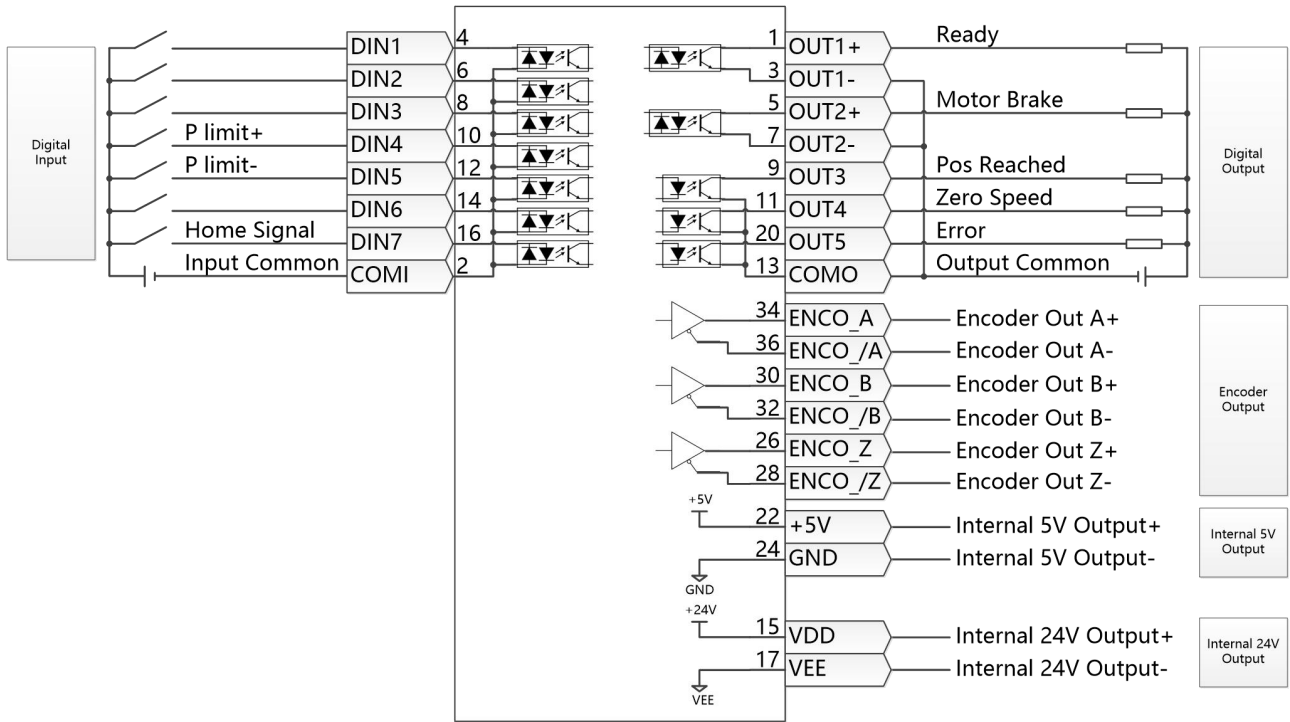 Digital
Input
P limit+
P limit-
Home Signal
Input Common
DIN1
DIN2
DIN3
DIN4
DIN5
DIN6
DIN7
COMI
4
6
8
10
12
14
16
2
1 OUT1+ Ready
3 OUT1-
5 OUT2+ Motor Brake
7 OUT2-
9 OUT3 Pos Reached
11 OUT4 Zero Speed
20 OUT5 Error
13 COMO Output Common
Digital
Output
34 ENCO_A Encoder Out A+
36 ENCO_/A Encoder Out A-
30 ENCO_B Encoder Out B+
32 ENCO_/B Encoder Out B-
26 ENCO_Z Encoder Out Z+
28 ENCO_/Z Encoder Out Z-
Encoder
Output
+5V
22 +5V Internal 5V Output+
24 GND Internal 5V Output-
GND
Internal 5V
Output
+24V
15 VDD Internal 24V Output+
17 VEE Internal 24V Output-
VEE
Internal 24V
Output